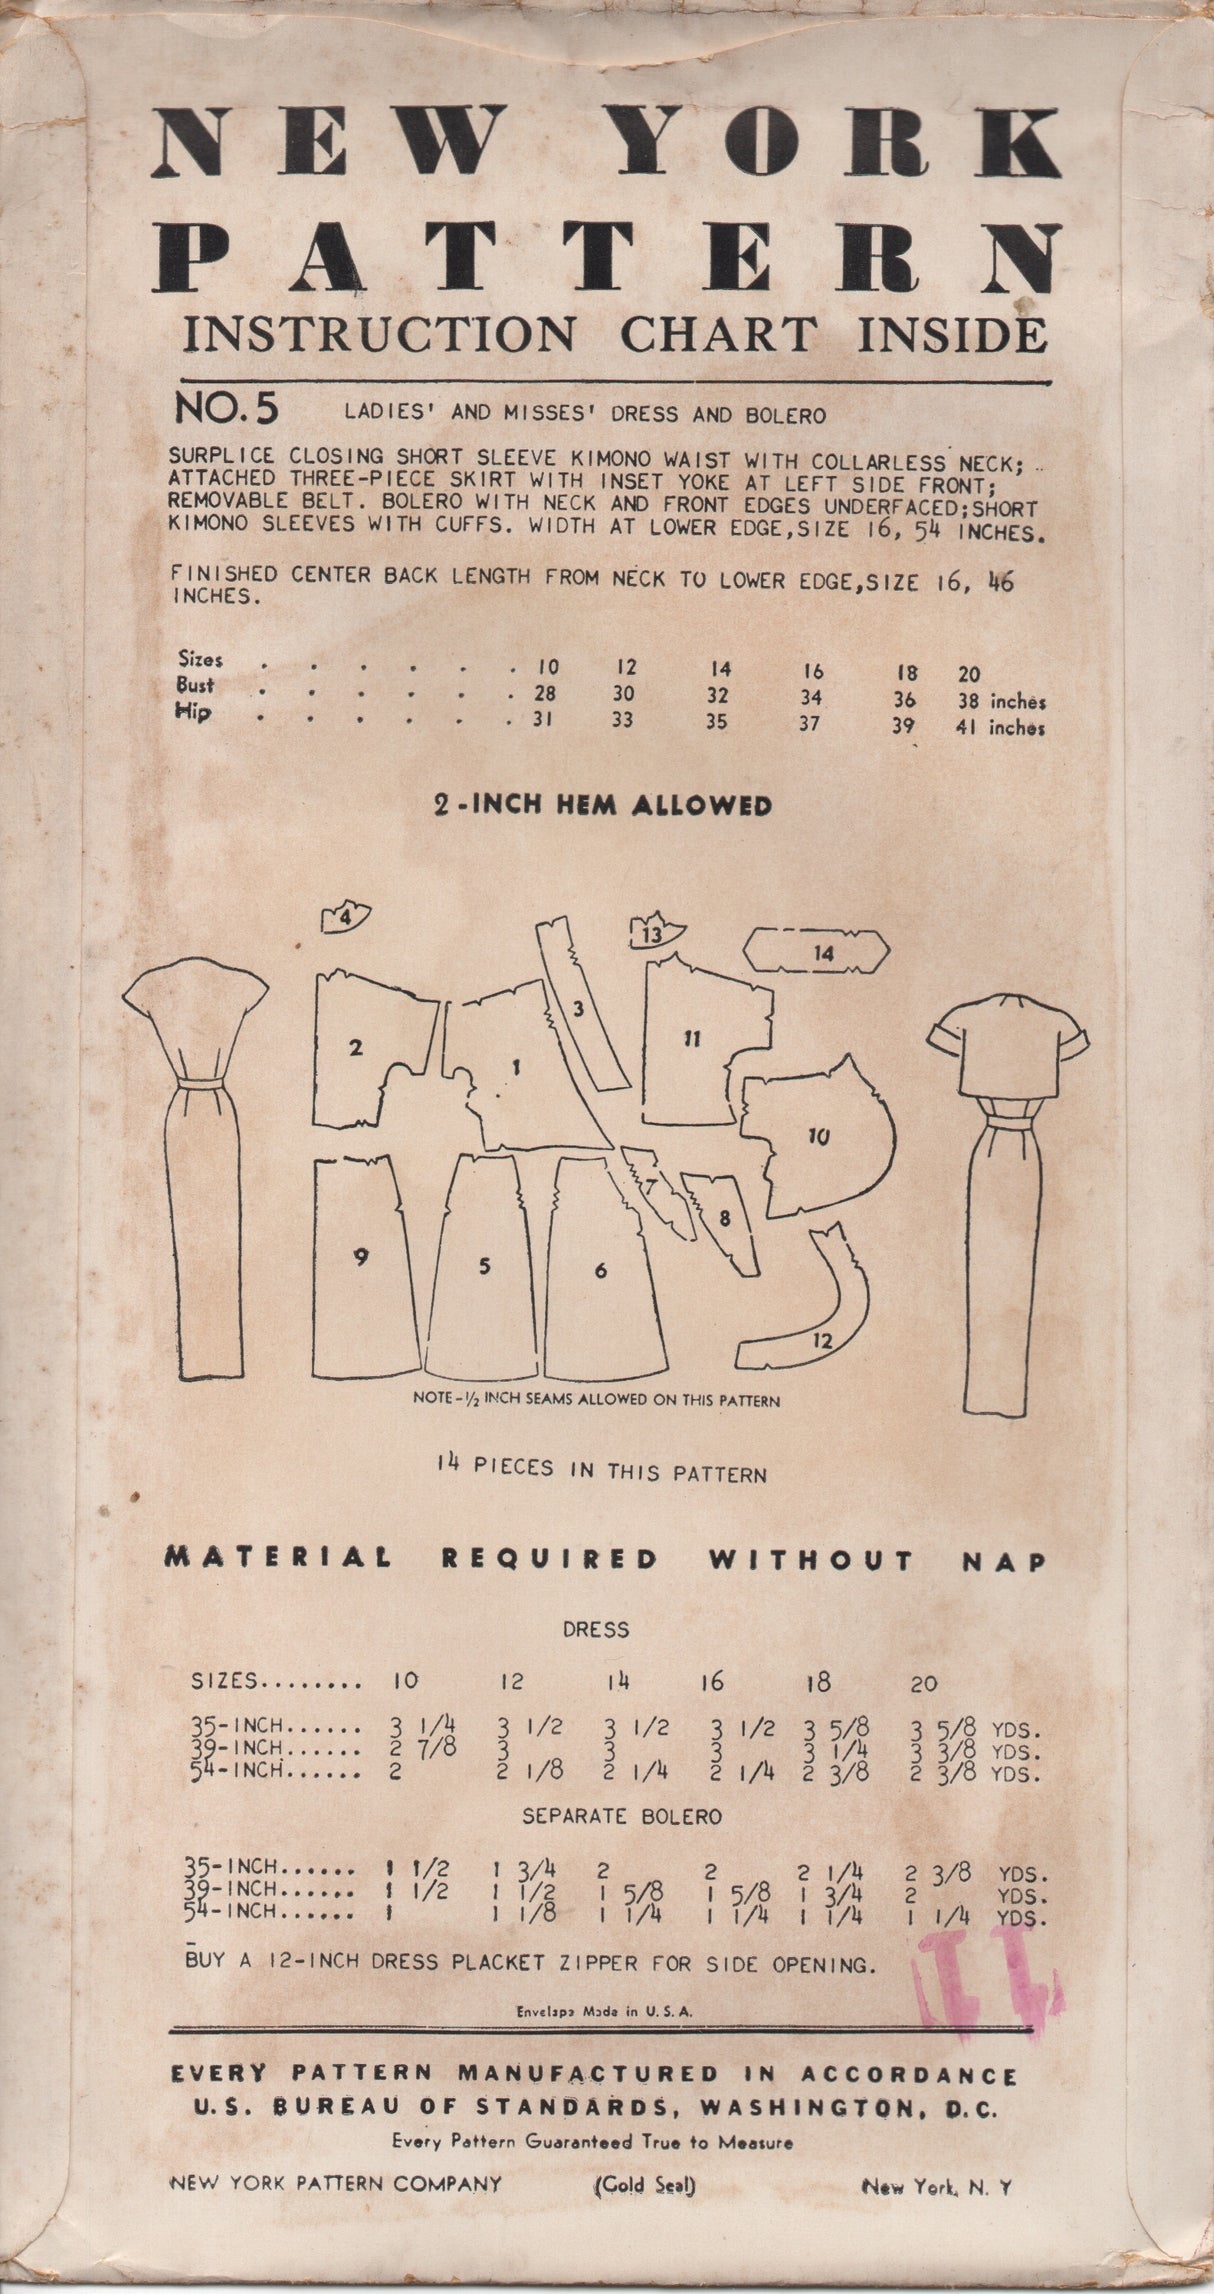 NEW YORK
PATTERN
INSTRUCTION CHART INSIDE
NO. 5 LADIES' AND MISSES' DRESS AND BOLERO
SURPLICE CLOSING SHORT SLEEVE KIMONO WAIST WITH COLLARLESS NECK;
ATTACHED THREE-PIECE SKIRT WITH INSET YOKE AT LEFT SIDE FRONT;
REMOVABLE BELT. BOLERO WITH NECK AND FRONT EDGES UNDERFACED;SHORT
KIMONO SLEEVES WITH CUFFS. WIDTH AT LOWER EDGE,SIZE 16, 54 INCHES.
FINISHED CENTER BACK LENGTH FROM NECK TO LOWER EDGE,SIZE 16, 46
INCHES.
Sizes . . . . . . 10 12 14 16 18 20
Bust . . . . . . 28 30 32 34 36 38 inches
Hip . . . . . . 31 33 35 37 39 41 inches
2-INCH HEM ALLOWED
4
13
14
3
2
1
11
10
7
8
9
5
6
12
NOTE-1/2 INCH SEAMS ALLOWED ON THIS PATTERN
14 PIECES IN THIS PATTERN
MATERIAL REQUIRED WITHOUT NAP
DRESS
SIZES........ 10 12 14 16 18 20
35-INCH...... 3 1/4 3 1/2 3 1/2 3 1/2 3 5/8 3 5/8 YDS.
39-INCH...... 2 7/8 3 3 3 3 1/4 3 3/8 YDS.
54-INCH...... 2 2 1/8 2 1/4 2 1/4 2 3/8 2 3/8 YDS.
SEPARATE BOLERO
35-INCH...... 1 1/2 1 3/4 2 2 2 1/4 2 3/8 YDS.
39-INCH...... 1 1/2 1 1/2 1 5/8 1 5/8 1 3/4 2 YDS.
54-INCH...... 1 1 1/8 1 1/4 1 1/4 1 1/4 1 1/4 YDS.
BUY A 12-INCH DRESS PLACKET ZIPPER FOR SIDE OPENING.
11
Envelope Made in U. S. A.
EVERY PATTERN MANUFACTURED IN ACCORDANCE
U. S. BUREAU OF STANDARDS, WASHINGTON, D. C.
Every Pattern Guaranteed True to Measure
NEW YORK PATTERN COMPANY (Gold Seal) New York, N. Y